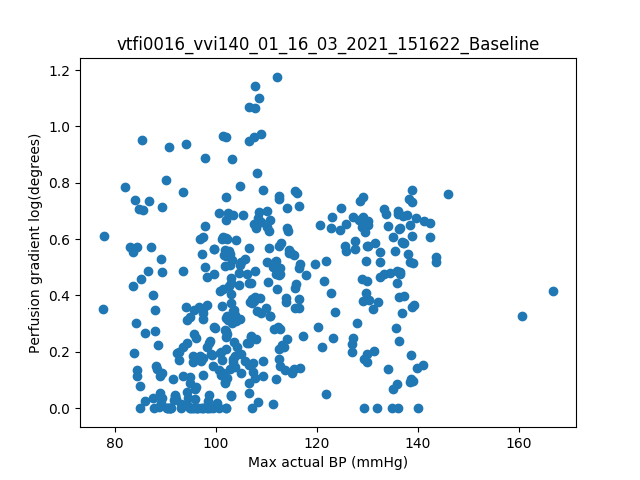 vtfi0016_vvi140_01_16_03_2021_151622_Baseline
Perfusion gradient log(degrees)
1.2
1.0
0.8
0.6
0.4
0.2
0.0
80 100 120 140 160
Max actual BP (mmHg)